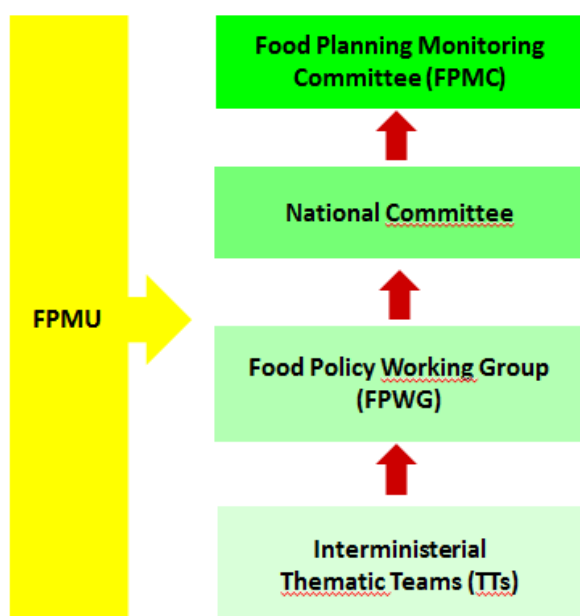 Food Planning Monitoring
Committee (FPMC)
National Committee
FPMU
Food Policy Working Group
(FPWG)
Interministerial
Thematic Teams (TTs)